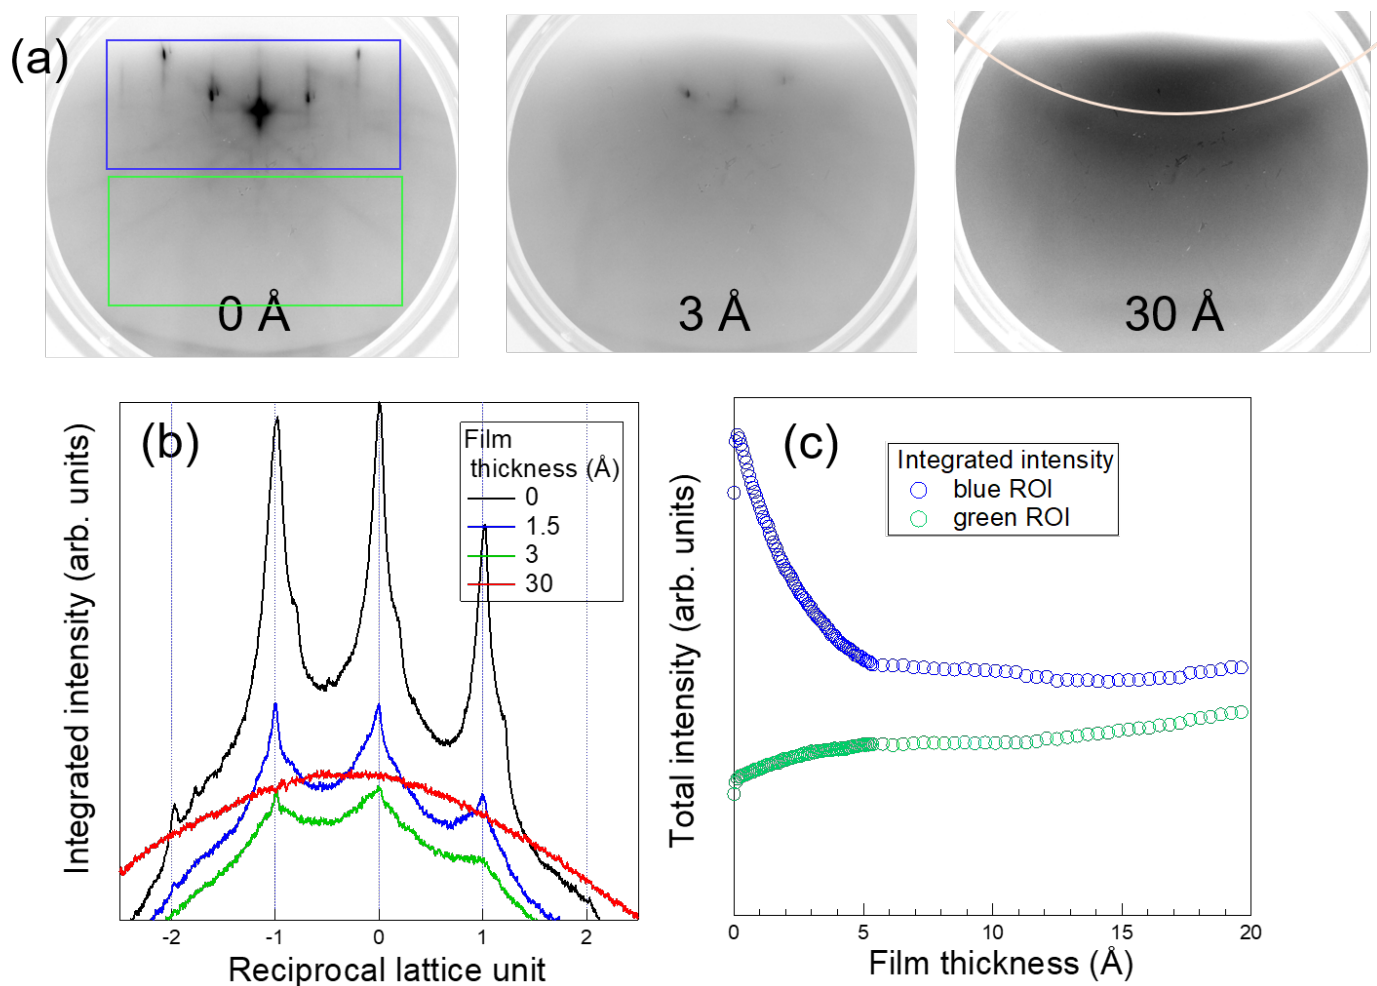 (a)
0 Å
3 Å
30 Å
(b)
Integrated intensity (arb. units)
Film
thickness (Å)
0
1.5
3
30
-2
-1
0
1
2
Reciprocal lattice unit
(c)
Total intensity (arb. units)
Integrated intensity
blue ROI
green ROI
0
5
10
15
20
Film thickness (Å)